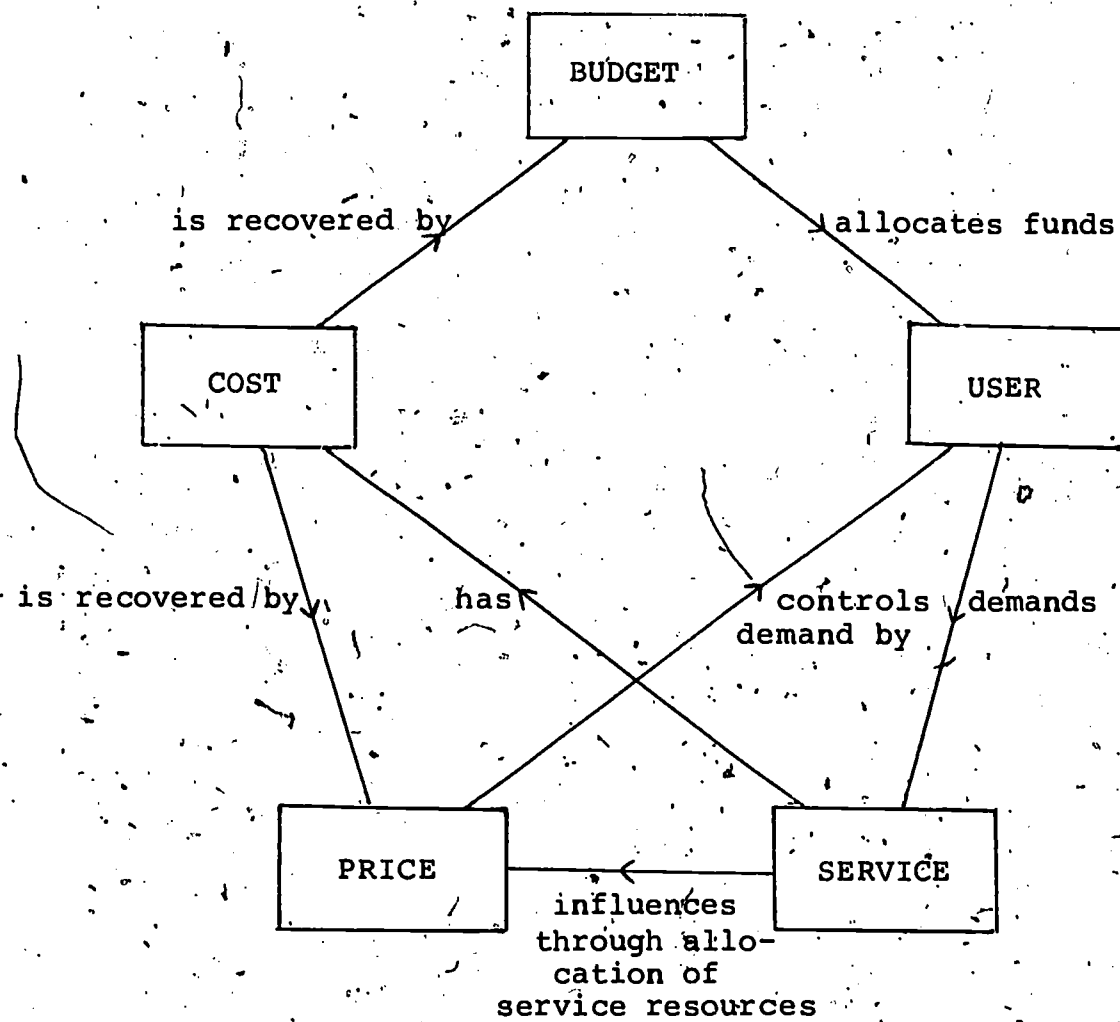 BUDGET
is recovered by
allocates funds
COST
USER
is recovered by
has
controls
demand by
demands
PRICE
SERVICE
influences
through allo-
cation of
service resources